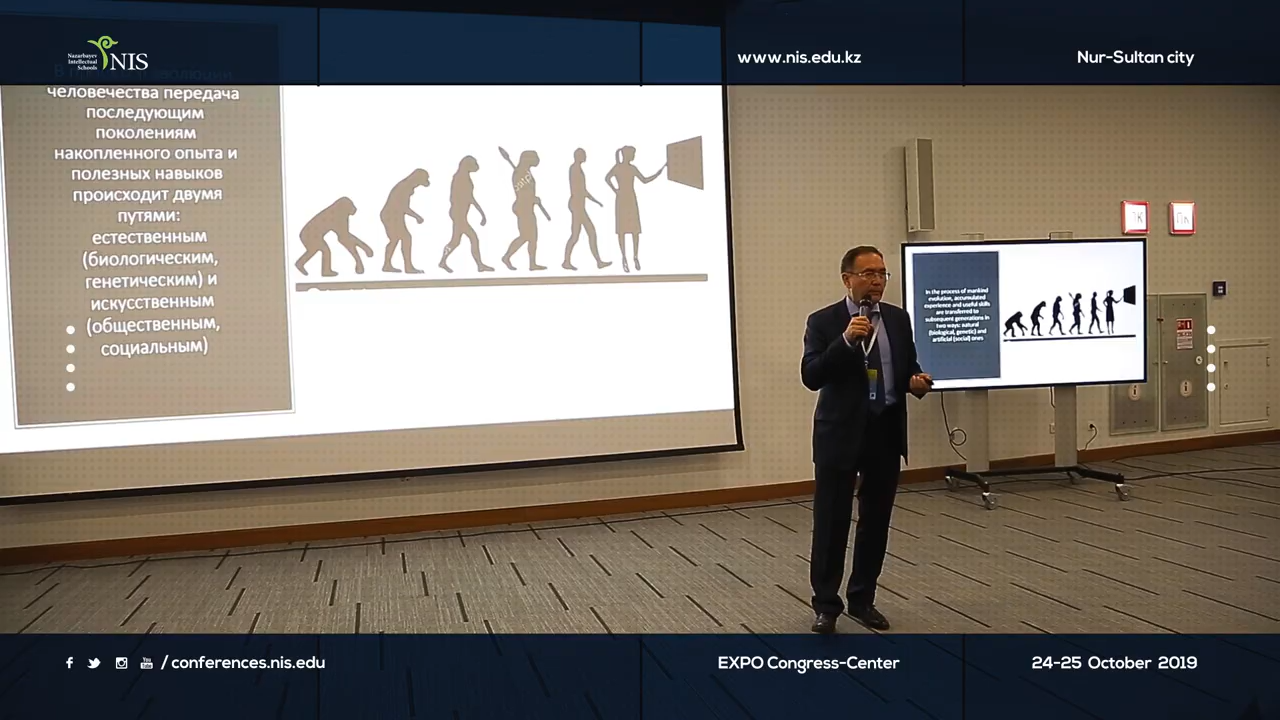 Nazarbayev
Intellectual
Schools
NIS
www.nis.edu.kz
Nur-Sultan city
человечества передача
последующим
поколениям
накопленного опыта и
полезных навыков
происходит двумя
путями:
естественным
(биологическим,
генетическим) и
искусственным
(общественным,
социальным)
In the process of mankind
evolution, accumulated
experience and useful skills
are transferred to
subsequent generations in
two ways: natural
(biological, genetic) and
artificial (social) ones
ПК
/ conferences.nis.edu
EXPO Congress-Center
24-25 October 2019